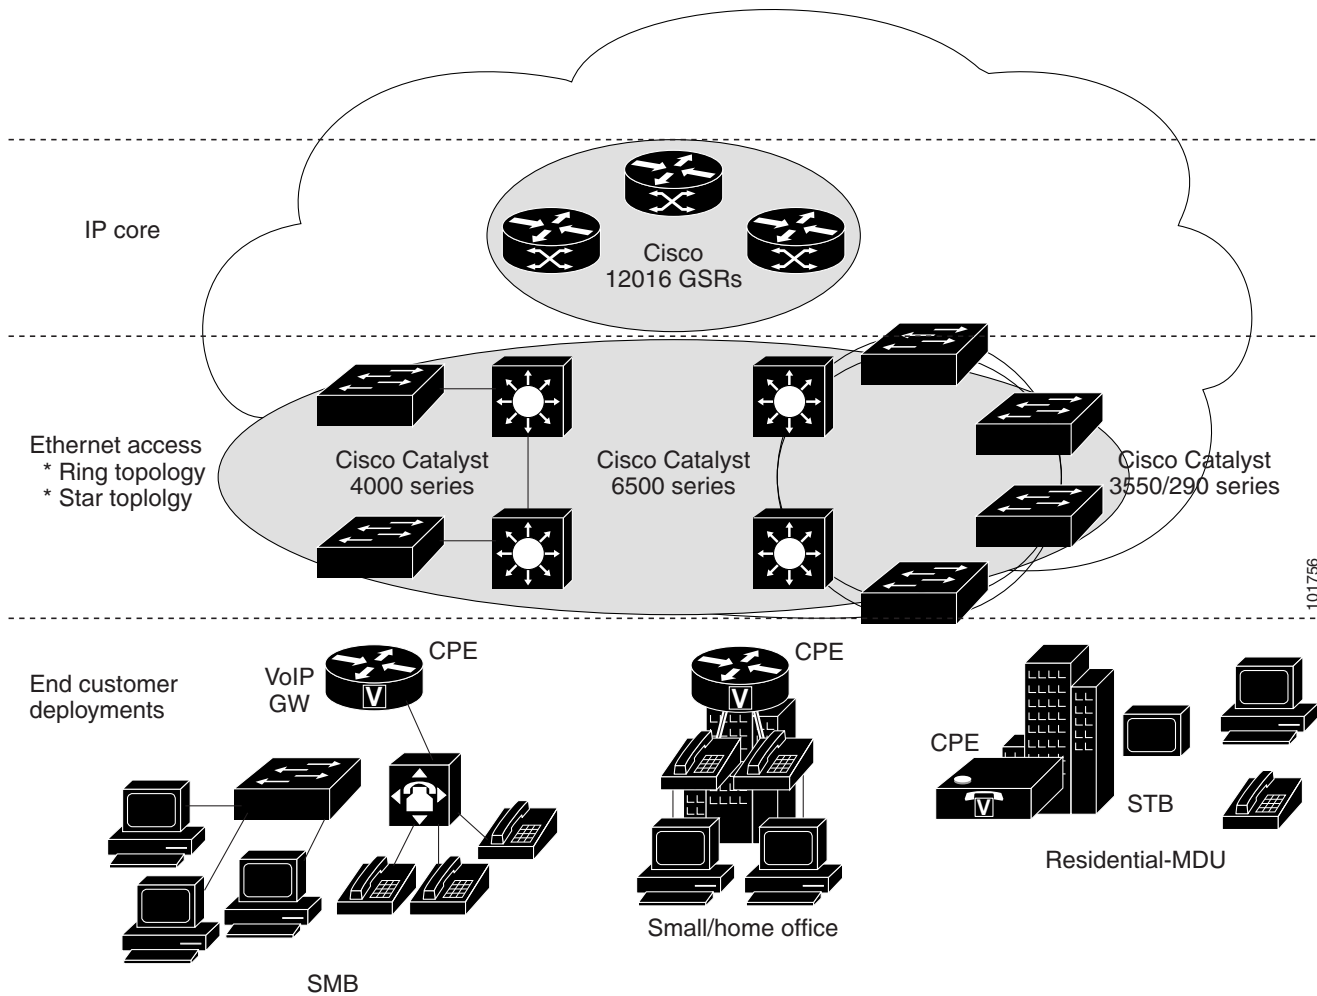 IP core
Cisco
12016 GSRs
Ethernet access
* Ring topology
* Star toplolgy
Cisco Catalyst
4000 series
Cisco Catalyst
6500 series
Cisco Catalyst
3550/290 series
101756
End customer
deployments
VoIP
GW
CPE
V
SMB
CPE
V
Small/home office
CPE
V
STB
Residential-MDU